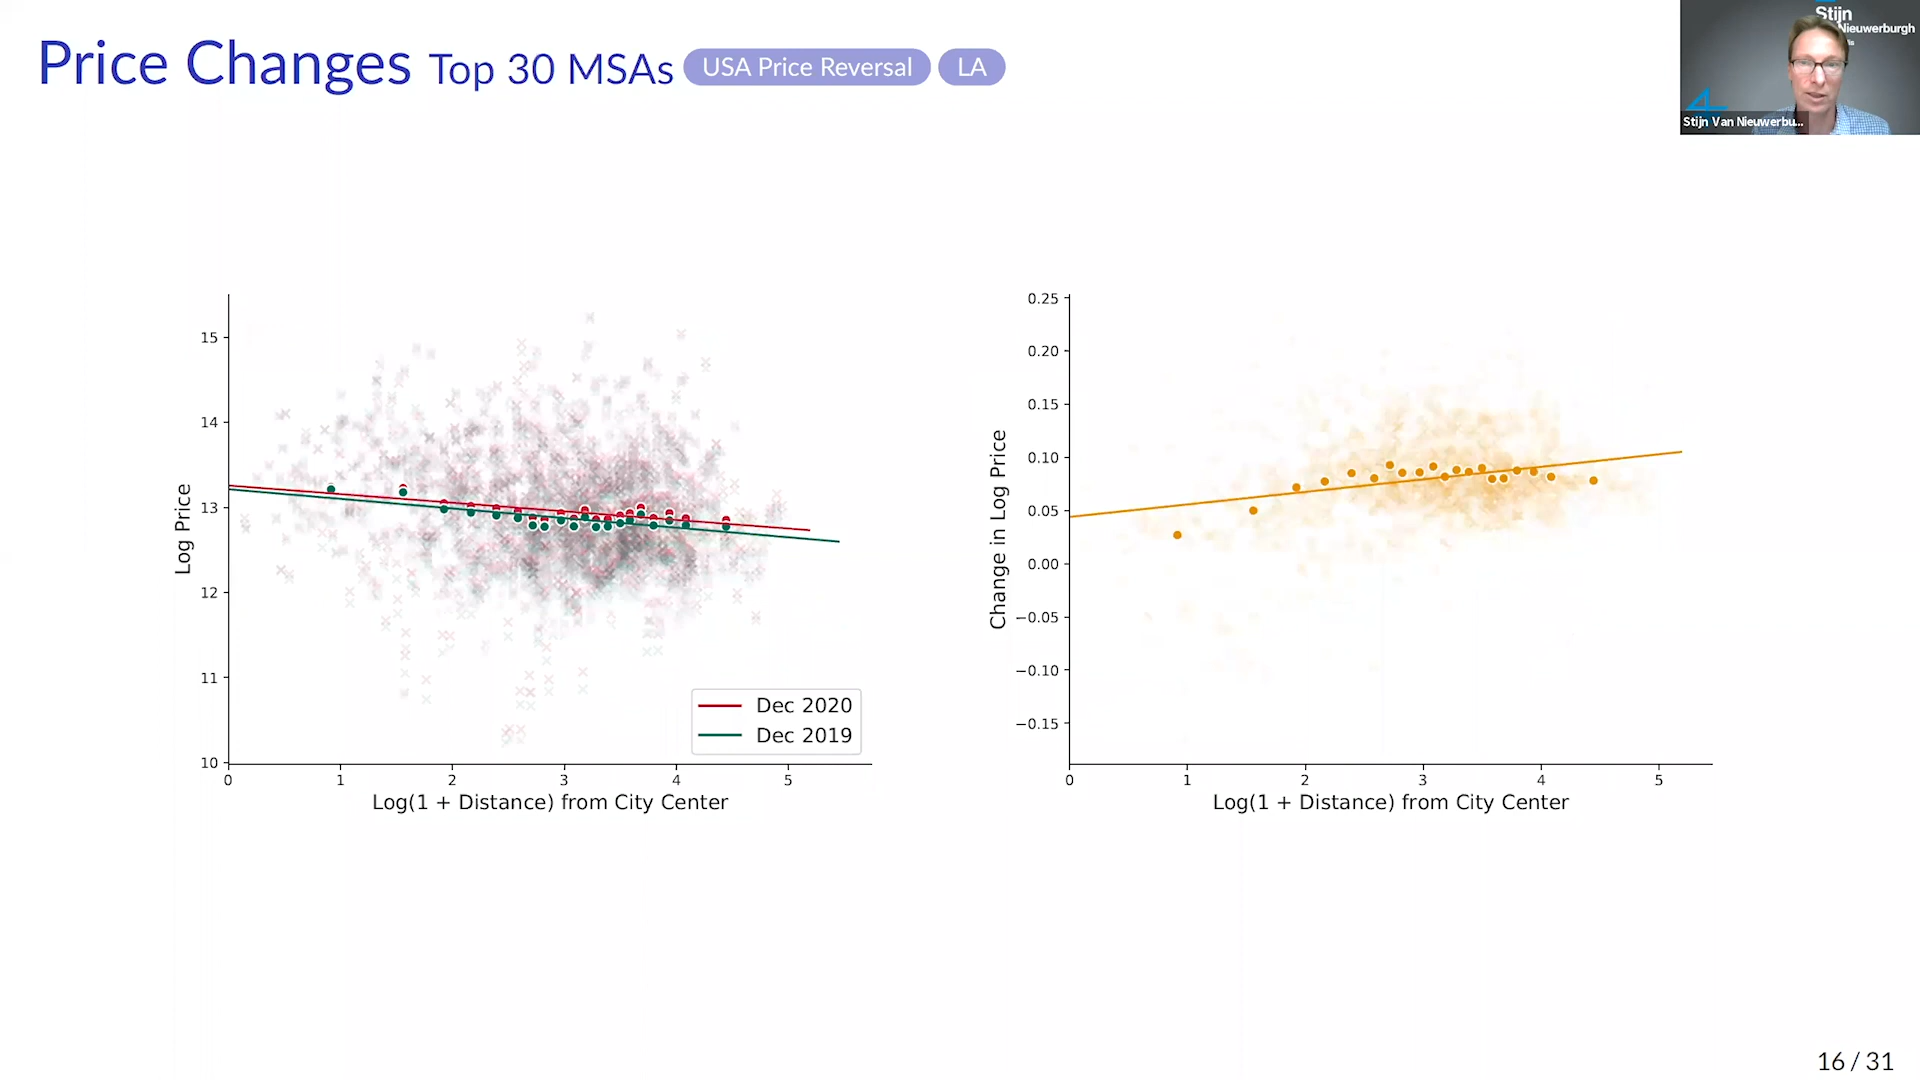 Price Changes Top 30 MSAs USA Price Reversal LA
Stijn
Nieuwerburgh
Stijn Van Nieuwerbu...
15
14
13
12
11
10
Log Price
0 1 2 3 4 5
Log(1 + Distance) from City Center
Dec 2020
Dec 2019
0.25
0.20
0.15
0.10
0.05
0.00
−0.05
−0.10
−0.15
Change in Log Price
0 1 2 3 4 5
Log(1 + Distance) from City Center
16 / 31